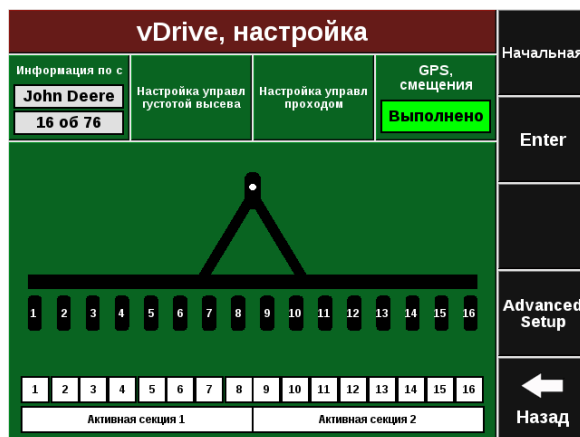 vDrive, настройка
Информация по с
John Deere
16 об 76
Настройка управл
густотой высева
Настройка управл
проходом
GPS,
смещения
Выполнено
Начальная
Enter
Advanced
Setup
Назад
1 2 3 4 5 6 7 8 9 10 11 12 13 14 15 16
1 2 3 4 5 6 7 8 9 10 11 12 13 14 15 16
Активная секция 1
Активная секция 2